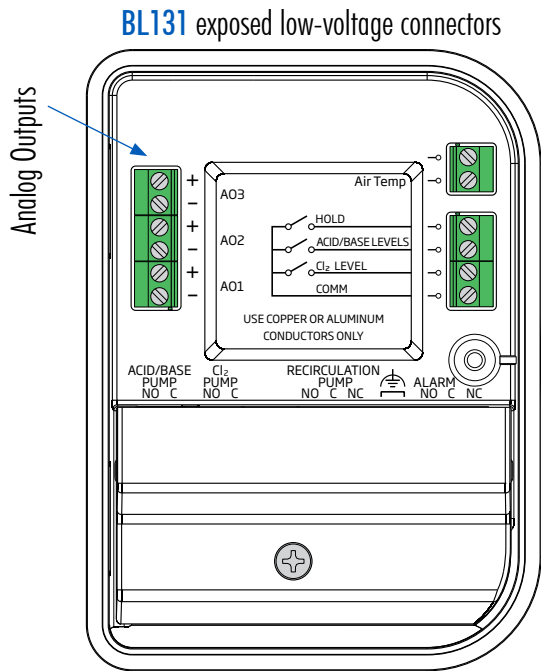 BL131 exposed low-voltage connectors
Analog Outputs
+
AO3
Air Temp
−
+
HOLD
AO2
ACID/BASE LEVELS
−
+
Cl₂ LEVEL
AO1
COMM
−
USE COPPER OR ALUMINUM
CONDUCTORS ONLY
ACID/BASE Cl₂ RECIRCULATION
PUMP PUMP PUMP ALARM
NO C NO C NO C NC NO C NC